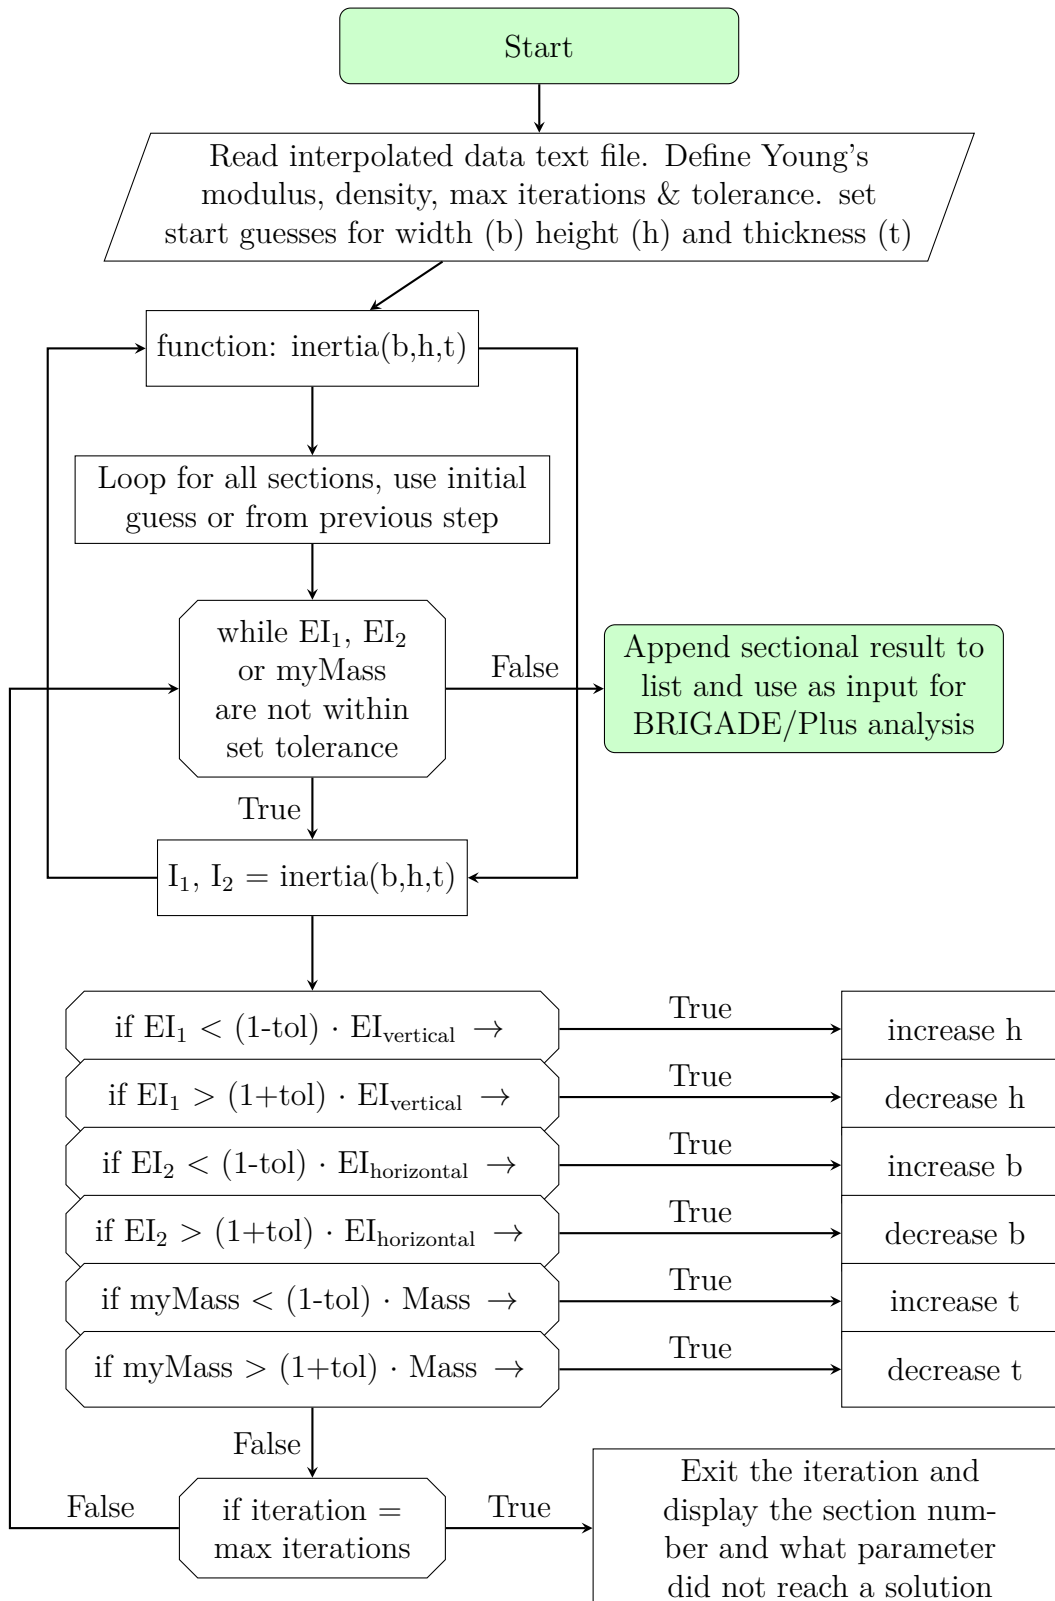 Start
Read interpolated data text file. Define Young's
modulus, density, max iterations & tolerance. set
start guesses for width (b) height (h) and thickness (t)
function: inertia(b,h,t)
Loop for all sections, use initial
guess or from previous step
while EI₁, EI₂
or myMass
are not within
set tolerance
False
Append sectional result to
list and use as input for
BRIGADE/Plus analysis
True
I₁, I₂ = inertia(b,h,t)
if EI₁ < (1-tol) · EI_vertical →
True
increase h
if EI₁ > (1+tol) · EI_vertical →
True
decrease h
if EI₂ < (1-tol) · EI_horizontal →
True
increase b
if EI₂ > (1+tol) · EI_horizontal →
True
decrease b
if myMass < (1-tol) · Mass →
True
increase t
if myMass > (1+tol) · Mass →
True
decrease t
False
False
if iteration =
max iterations
True
Exit the iteration and
display the section num-
ber and what parameter
did not reach a solution